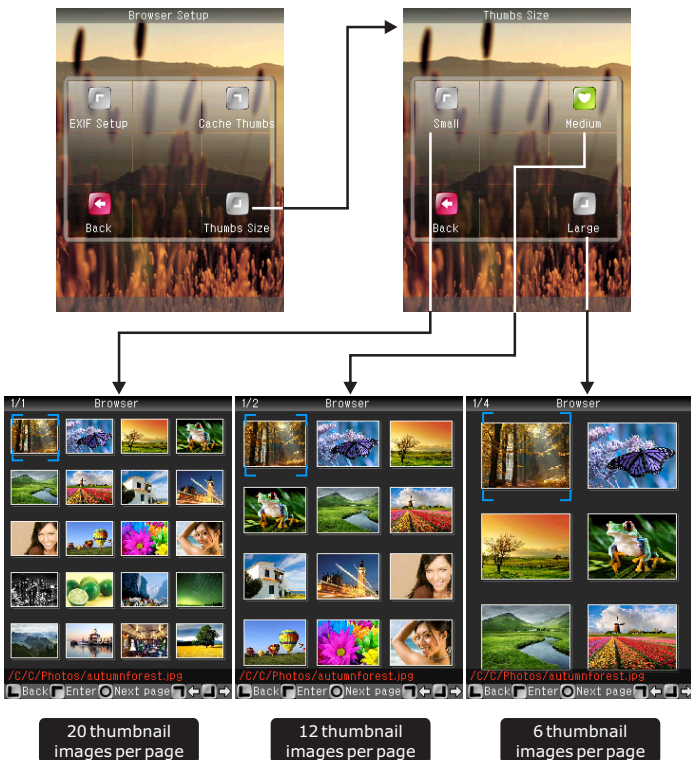 Browser Setup
EXIF Setup
Cache Thumbs
Back
Thumbs Size
Thumbs Size
Small
Medium
Back
Large
1/1 Browser
/C/C/Photos/autumnforest.jpg
Back Enter Next page
20 thumbnail
images per page
1/2 Browser
/C/C/Photos/autumnforest.jpg
Back Enter Next page
12 thumbnail
images per page
1/4 Browser
/C/C/Photos/autumnforest.jpg
Back Enter Next page
6 thumbnail
images per page